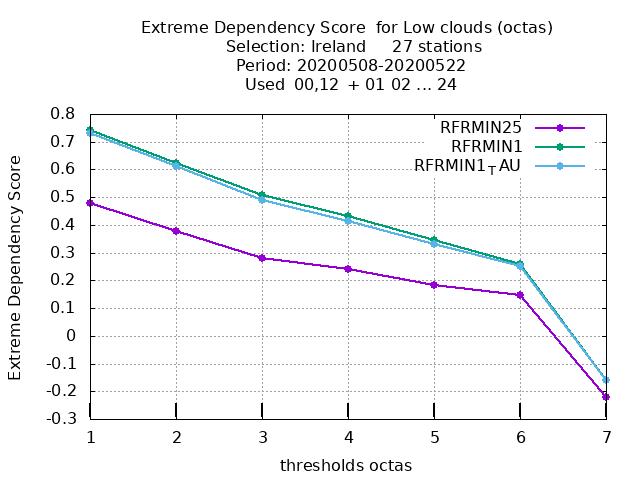 Extreme Dependency Score  for Low clouds (octas)
Selection: Ireland     27 stations
Period: 20200508-20200522
Used  00,12  + 01 02 ... 24
RFRMIN25
RFRMIN1
RFRMIN1TAU
Extreme Dependency Score
0.8
0.7
0.6
0.5
0.4
0.3
0.2
0.1
0
-0.1
-0.2
-0.3
1 2 3 4 5 6 7
thresholds octas